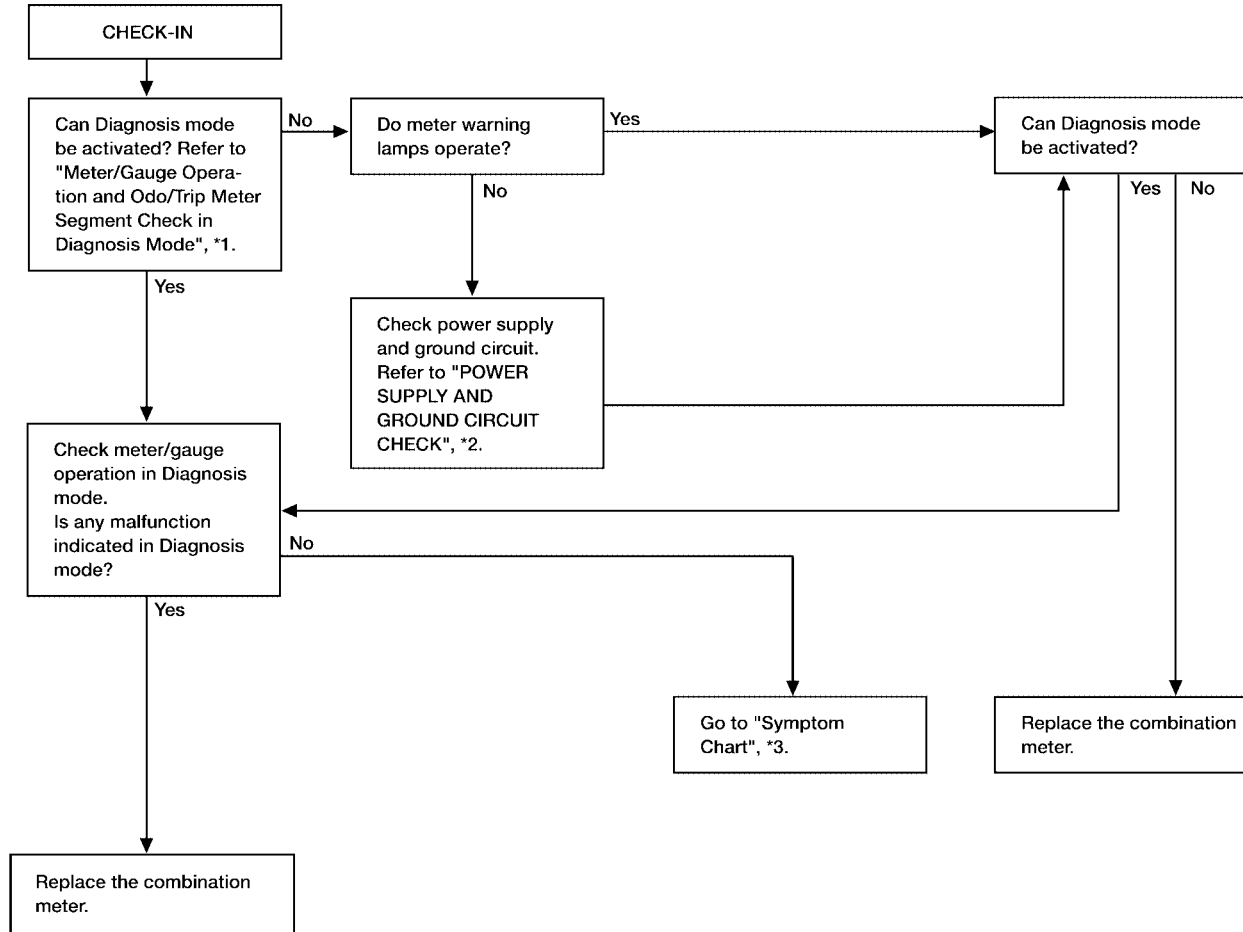 CHECK-IN
Can Diagnosis mode
be activated? Refer to
"Meter/Gauge Opera-
tion and Odo/Trip Meter
Segment Check in
Diagnosis Mode", *1.
No
Do meter warning
lamps operate?
Yes
Can Diagnosis mode
be activated?
Yes
No
No
Yes
Check power supply
and ground circuit.
Refer to "POWER
SUPPLY AND
GROUND CIRCUIT
CHECK", *2.
Check meter/gauge
operation in Diagnosis
mode.
Is any malfunction
indicated in Diagnosis
mode?
No
Yes
Go to "Symptom
Chart", *3.
Replace the combination
meter.
Replace the combination
meter.